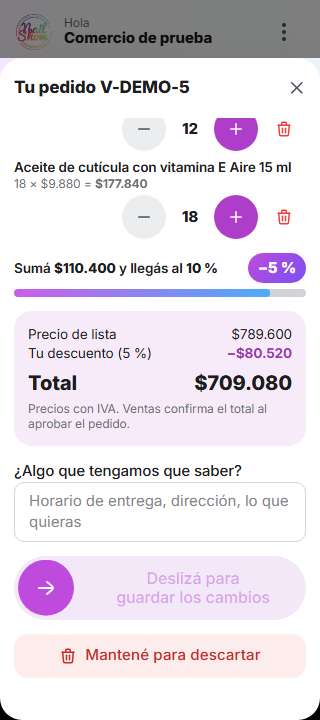 Nail
Show
Hola
Comercio de prueba
Tu pedido V-DEMO-5
12
Aceite de cutícula con vitamina E Aire 15 ml
18 × $9.880 = $177.840
18
Sumá $110.400 y llegás al 10 %
−5 %
Precio de lista $789.600
Tu descuento (5 %) −$80.520
Total $709.080
Precios con IVA. Ventas confirma el total al
aprobar el pedido.
¿Algo que tengamos que saber?
Horario de entrega, dirección, lo que
quieras
Deslizá para
guardar los cambios
Mantené para descartar